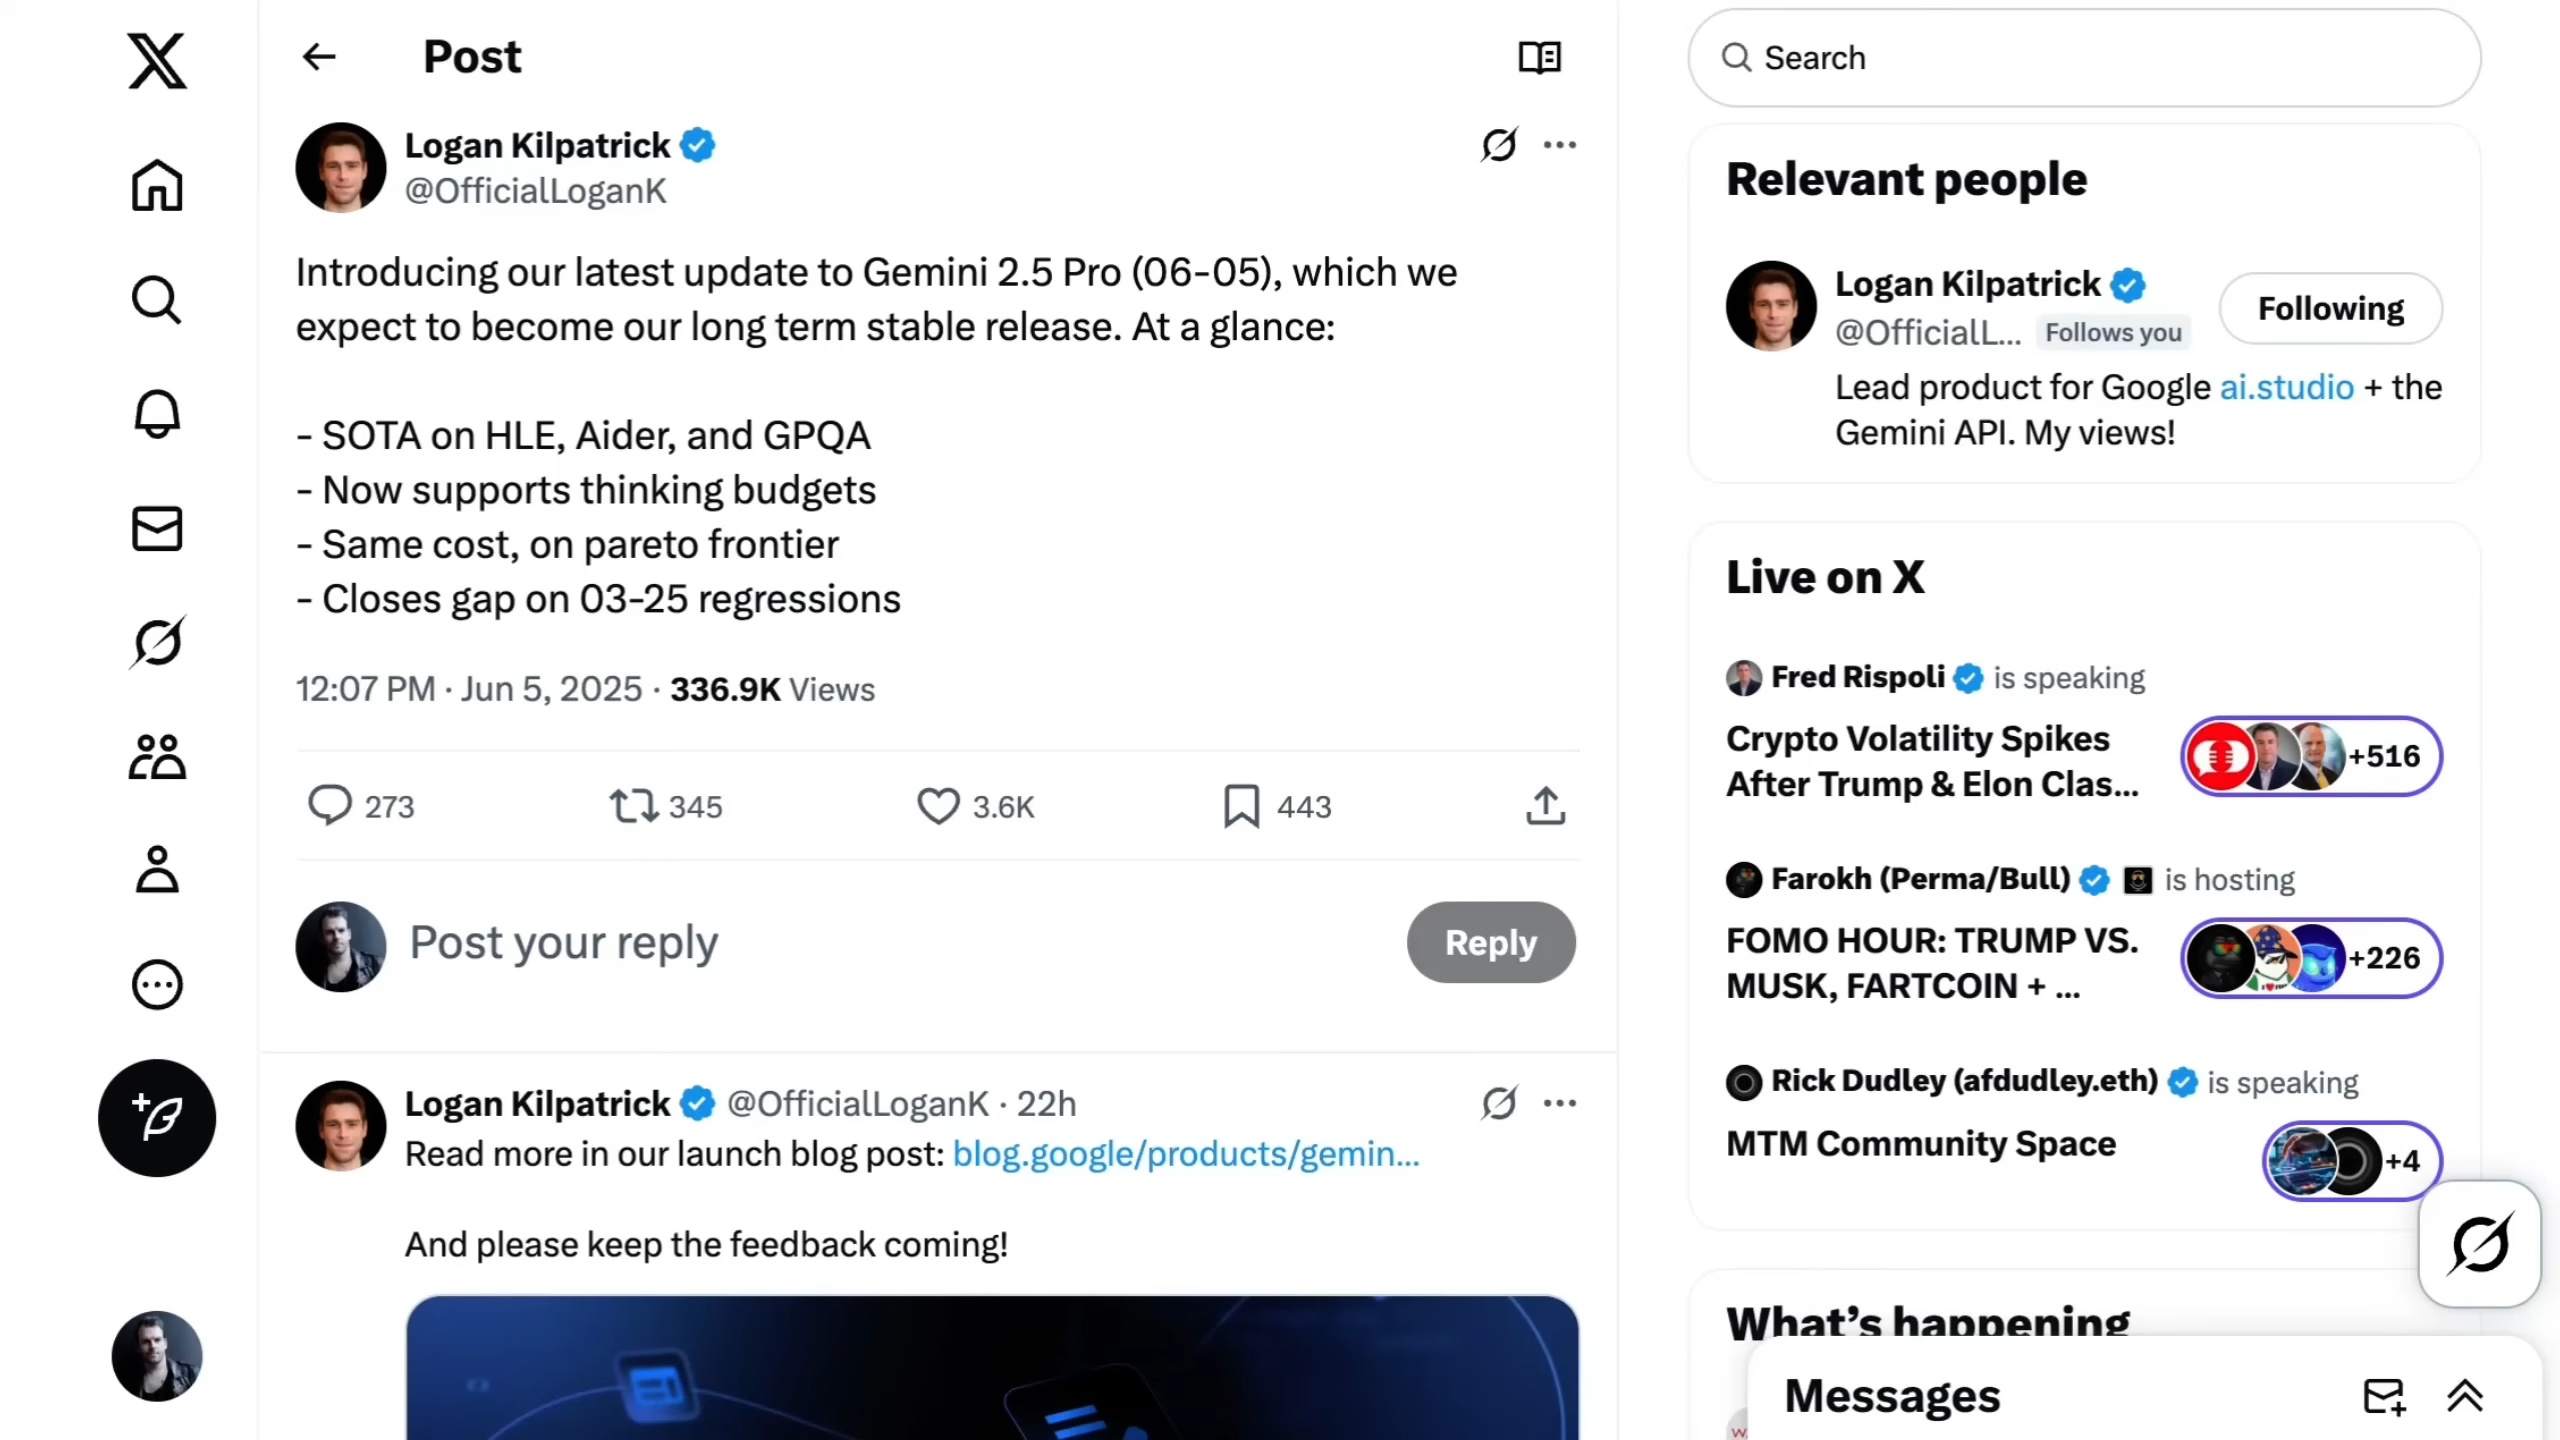 Post
Logan Kilpatrick
@OfficialLoganK
Introducing our latest update to Gemini 2.5 Pro (06-05), which we
expect to become our long term stable release. At a glance:
- SOTA on HLE, Aider, and GPQA
- Now supports thinking budgets
- Same cost, on pareto frontier
- Closes gap on 03-25 regressions
12:07 PM · Jun 5, 2025 · 336.9K Views
273 345 3.6K 443
Post your reply
Reply
Logan Kilpatrick @OfficialLoganK · 22h
Read more in our launch blog post: blog.google/products/gemin...
And please keep the feedback coming!
Search
Relevant people
Logan Kilpatrick
@OfficialL... Follows you
Following
Lead product for Google ai.studio + the
Gemini API. My views!
Live on X
Fred Rispoli is speaking
Crypto Volatility Spikes
After Trump & Elon Clas...
+516
Farokh (Perma/Bull) is hosting
FOMO HOUR: TRUMP VS.
MUSK, FARTCOIN + ...
+226
Rick Dudley (afdudley.eth) is speaking
MTM Community Space
+4
What's happening
Messages